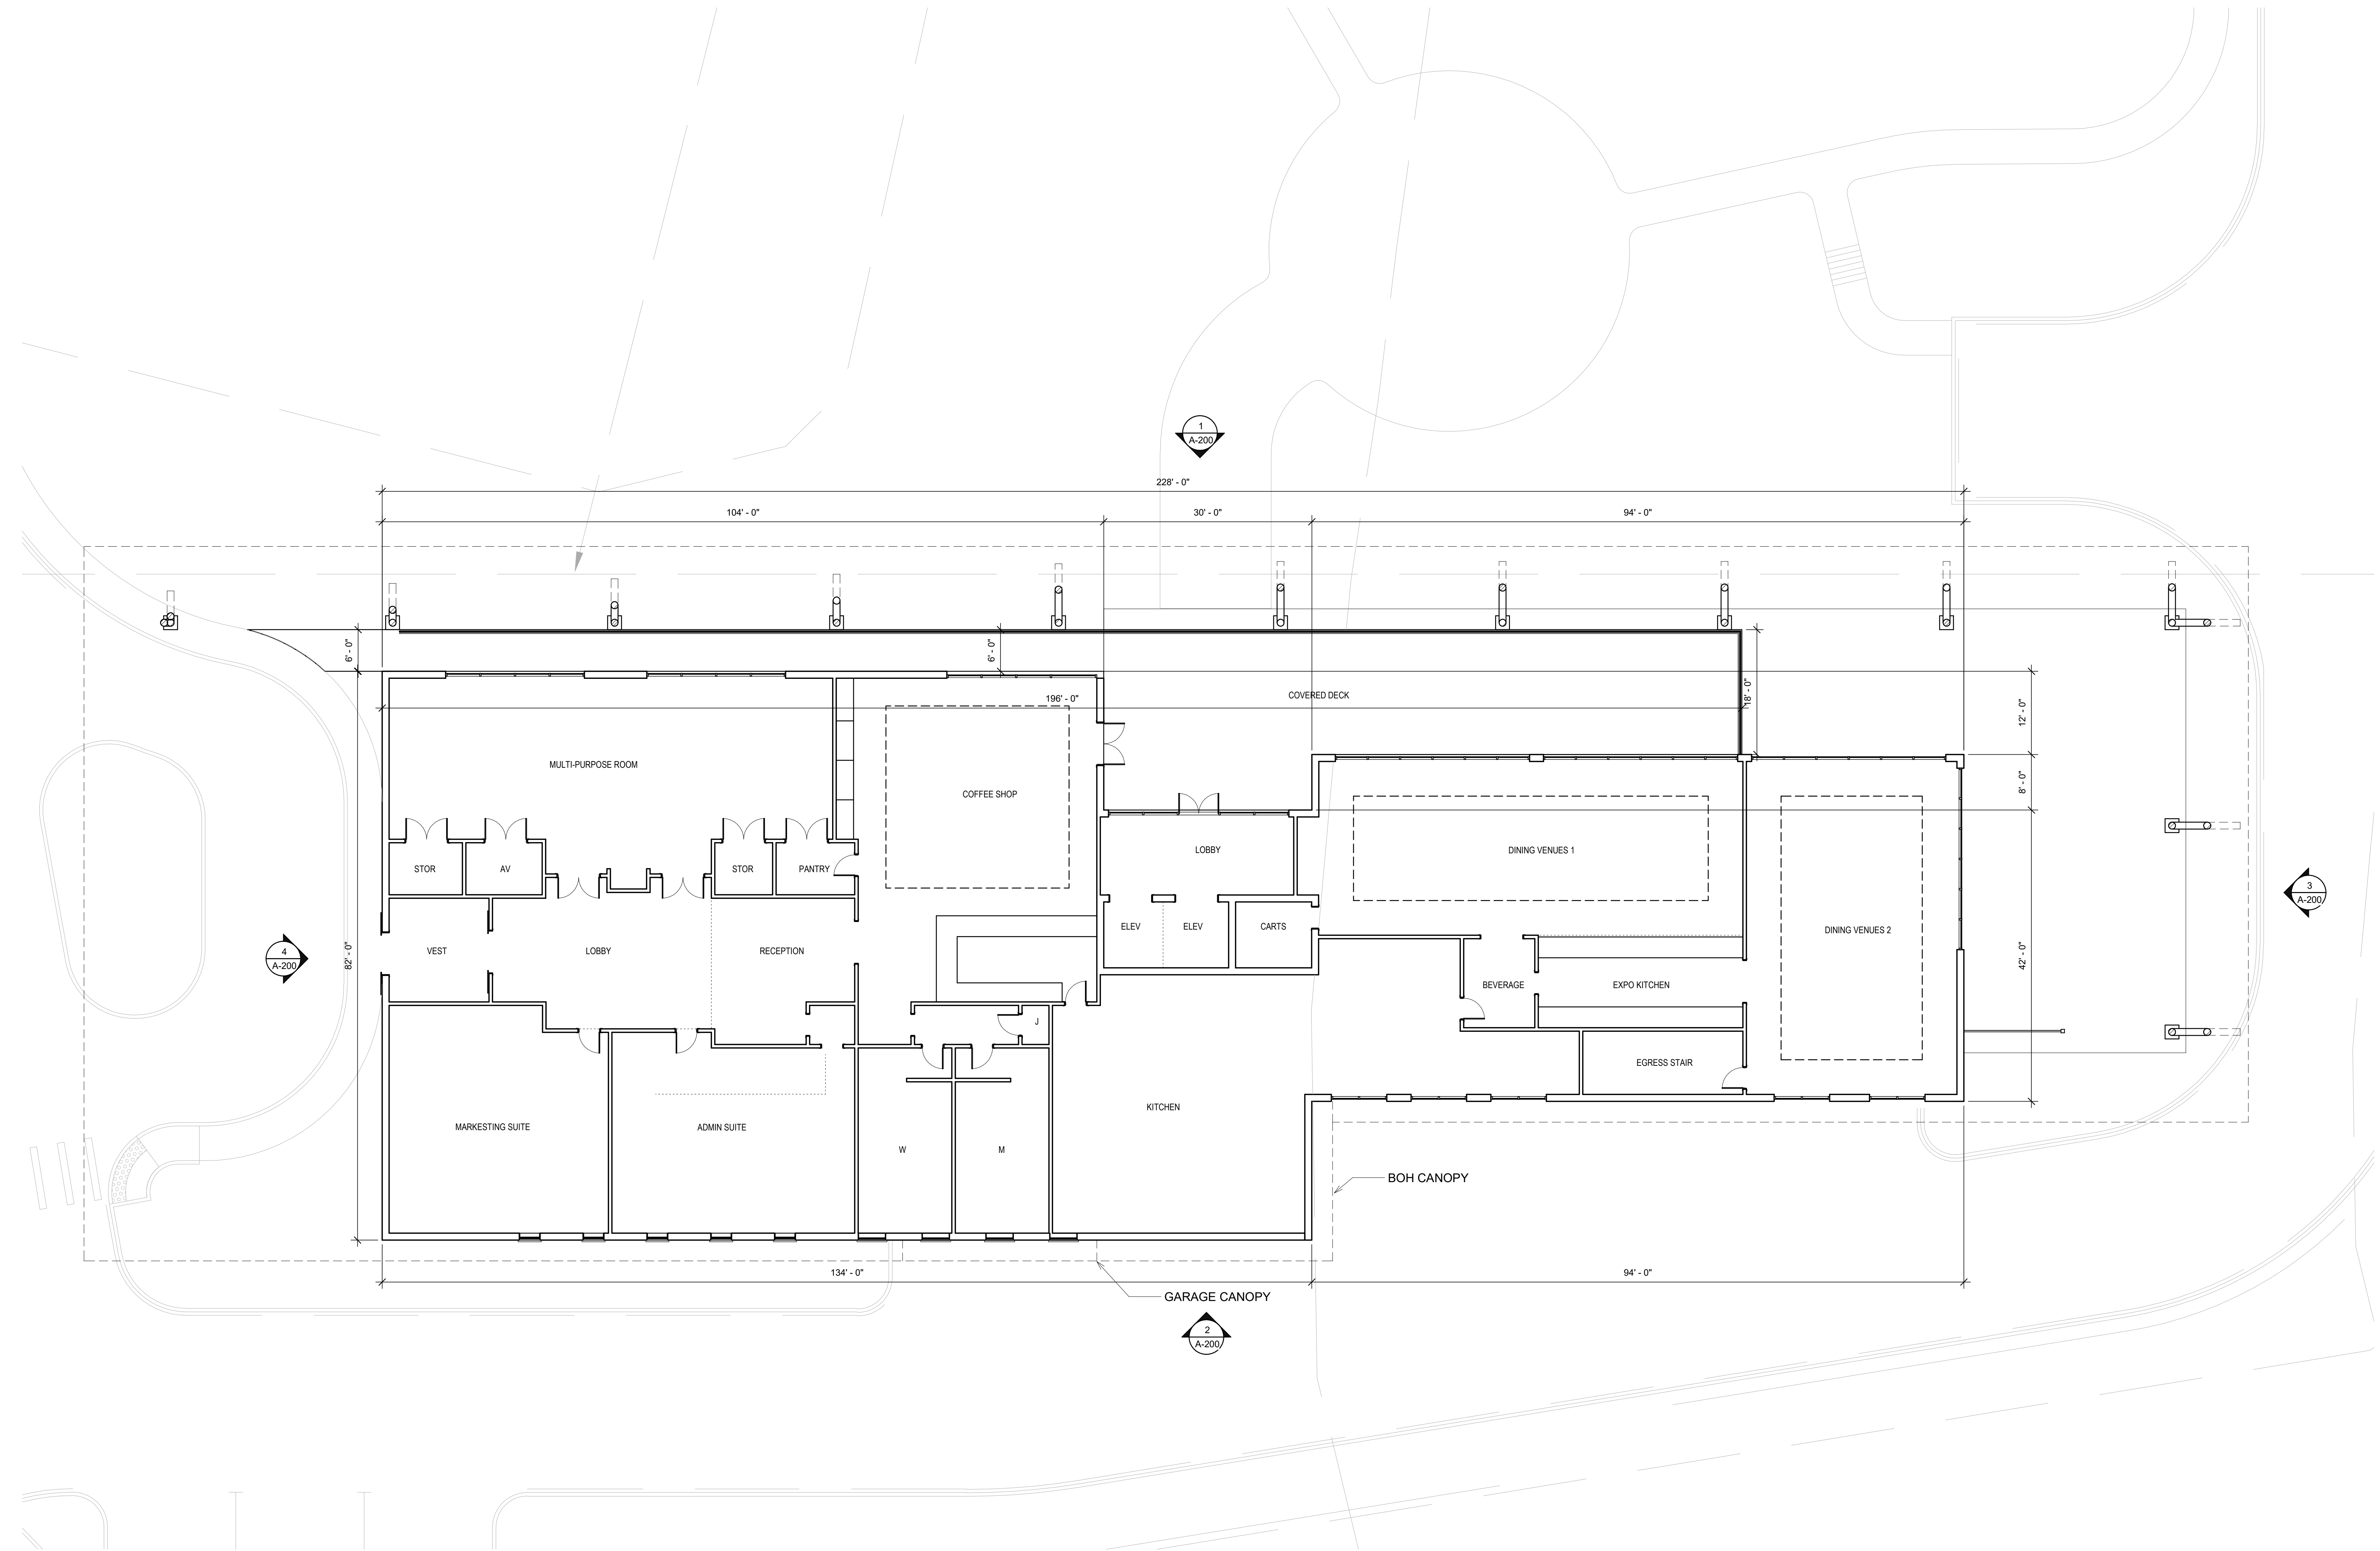 1
A-200
228' - 0"
104' - 0"
30' - 0"
94' - 0"
6' - 0"
6' - 0"
196' - 0"
COVERED DECK
18' - 0"
12' - 0"
8' - 0"
MULTI-PURPOSE ROOM
COFFEE SHOP
LOBBY
DINING VENUES 1
STOR
AV
STOR
PANTRY
3
A-200
ELEV
ELEV
CARTS
DINING VENUES 2
4
A-200
82' - 0"
VEST
LOBBY
RECEPTION
42' - 0"
BEVERAGE
EXPO KITCHEN
J
EGRESS STAIR
MARKESTING SUITE
ADMIN SUITE
KITCHEN
W
M
BOH CANOPY
134' - 0"
94' - 0"
GARAGE CANOPY
2
A-200